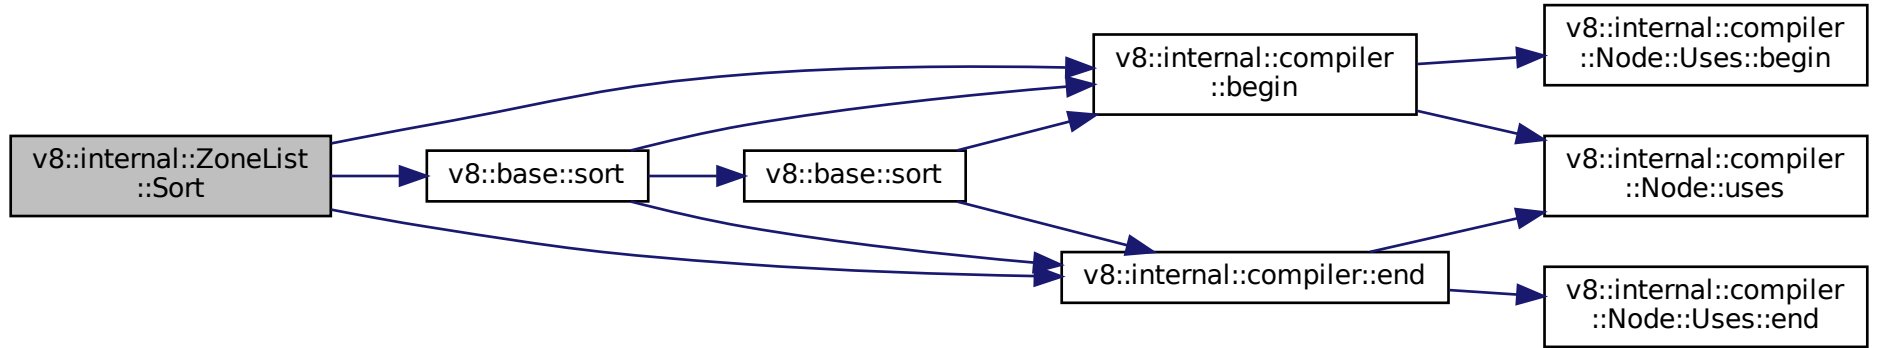 v8::internal::ZoneList
::Sort
v8::base::sort
v8::base::sort
v8::internal::compiler
::begin
v8::internal::compiler::end
v8::internal::compiler
::Node::Uses::begin
v8::internal::compiler
::Node::uses
v8::internal::compiler
::Node::Uses::end